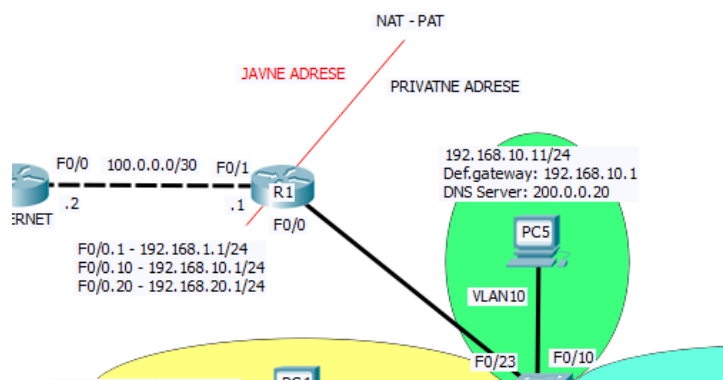 NAT - PAT
JAVNE ADRESE
PRIVATNE ADRESE
F0/0
100.0.0.0/30
F0/1
R1
ERNET
.2
.1
F0/0
F0/0.1 - 192.168.1.1/24
F0/0.10 - 192.168.10.1/24
F0/0.20 - 192.168.20.1/24
192.168.10.11/24
Def.gateway: 192.168.10.1
DNS Server: 200.0.0.20
PC5
VLAN10
F0/23
F0/10